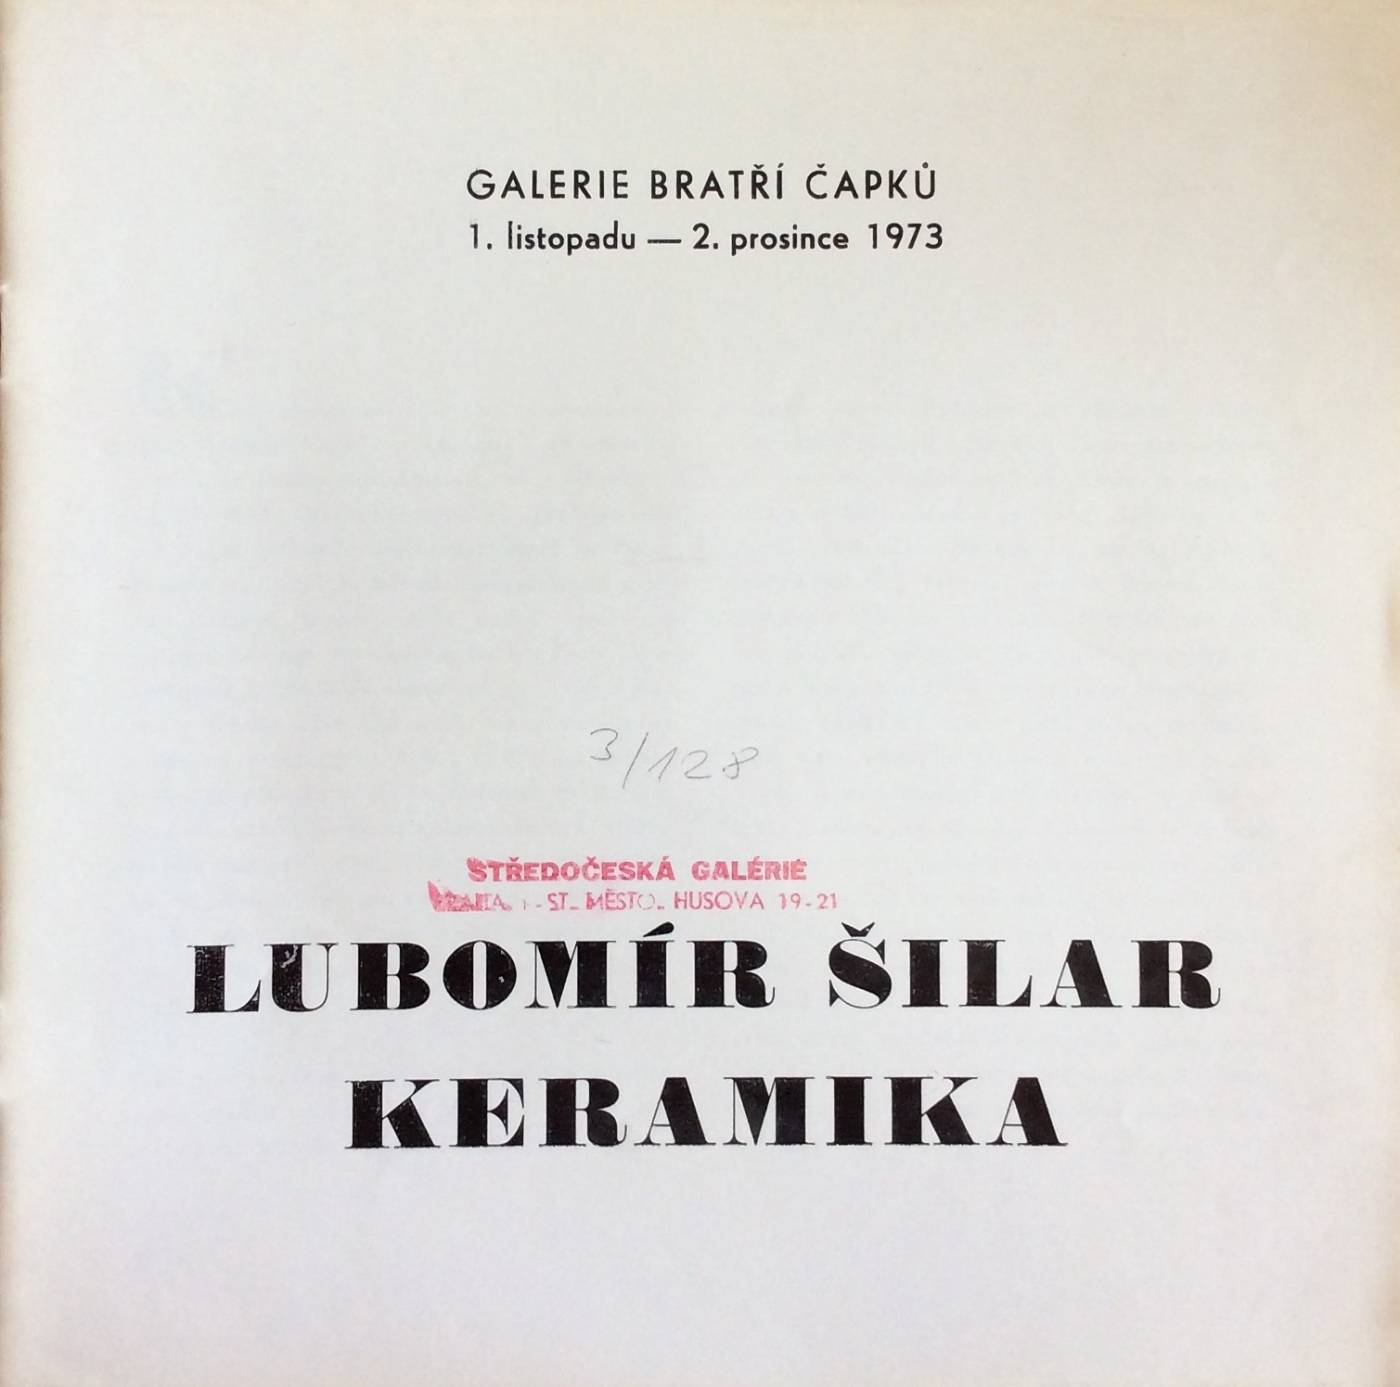 GALERIE BRATŘÍ ČAPKŮ
1. listopadu — 2. prosince 1973
3/128
STŘEDOČESKÁ GALÉRIE
ST. MĚSTO. HUSOVA 19-21
LUBOMÍR ŠILAR
KERAMIKA